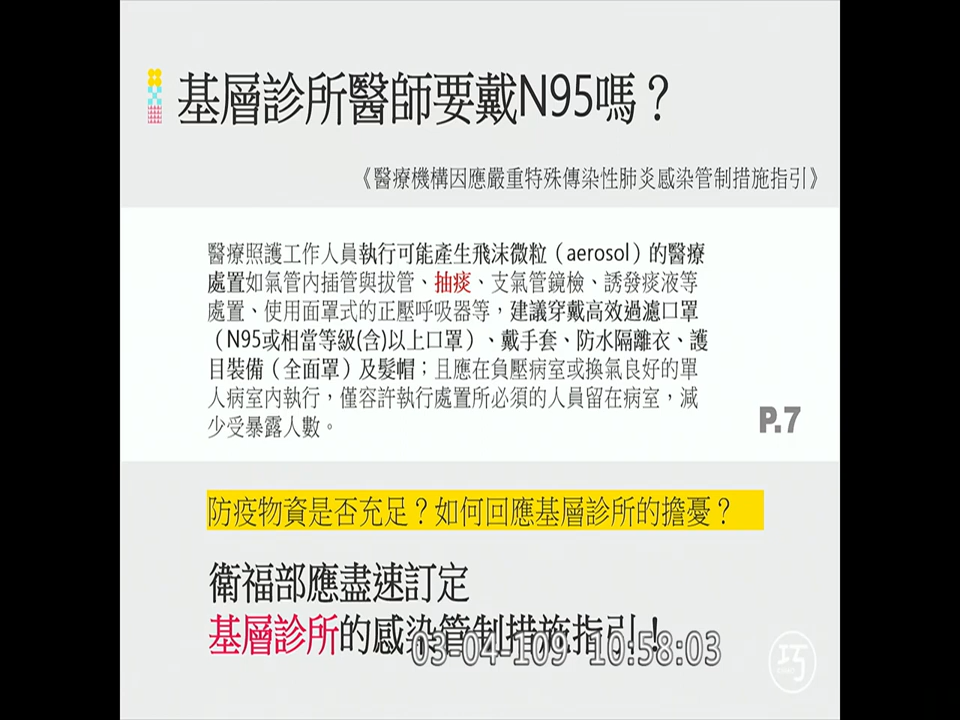 基層診所醫師要戴N95嗎？
《醫療機構因應嚴重特殊傳染性肺炎感染管制措施指引》
醫療照護工作人員執行可能產生飛沫微粒（aerosol）的醫療
處置如氣管內插管與拔管、抽痰、支氣管鏡檢、誘發痰液等
處置、使用面罩式的正壓呼吸器等，建議穿戴高效過濾口罩
（N95或相當等級(含)以上口罩）、戴手套、防水隔離衣、護
目裝備（全面罩）及髮帽；且應在負壓病室或換氣良好的單
人病室內執行，僅容許執行處置所必須的人員留在病室，減
少受暴露人數。
P.7
防疫物資是否充足？如何回應基層診所的擔憂？
衛福部應盡速訂定
基層診所的感染管制措施指引！
03-04-109 10:58:03
巧